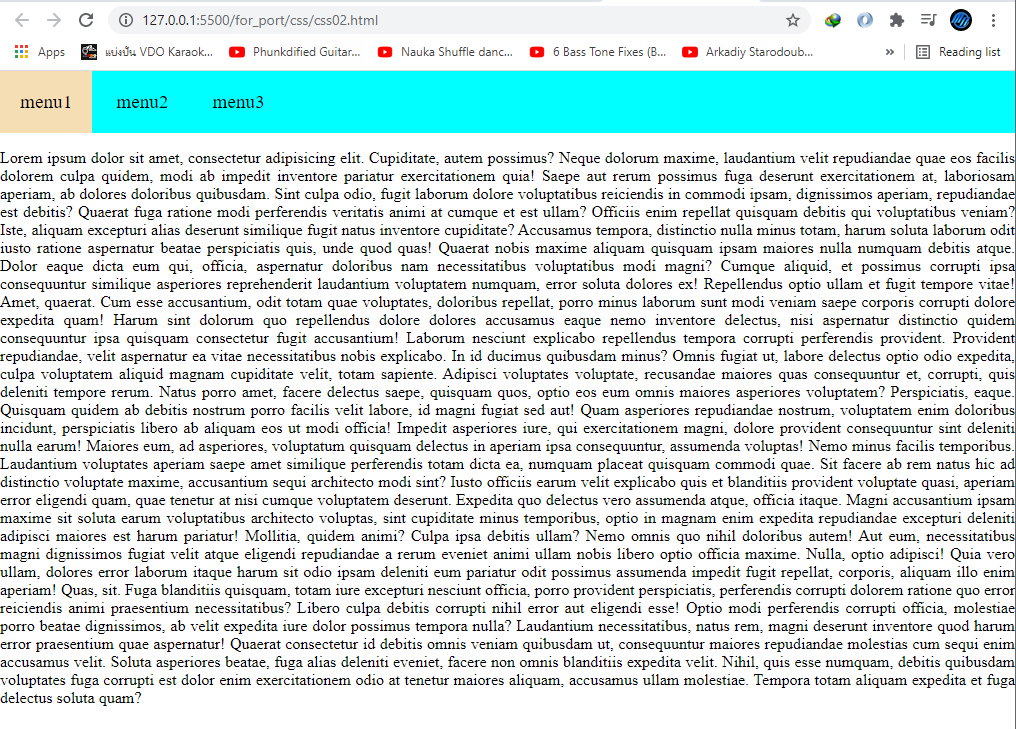 127.0.0.1:5500/for_port/css/css02.html
Apps แบ่งปัน VDO Karaok... Phunkdified Guitar... Nauka Shuffle danc... 6 Bass Tone Fixes (B... Arkadiy Starodoub... » Reading list
menu1 menu2 menu3
Lorem ipsum dolor sit amet, consectetur adipisicing elit. Cupiditate, autem possimus? Neque dolorum maxime, laudantium velit repudiandae quae eos facilis
dolorem culpa quidem, modi ab impedit inventore pariatur exercitationem quia! Saepe aut rerum possimus fuga deserunt exercitationem at, laboriosam
aperiam, ab dolores doloribus quibusdam. Sint culpa odio, fugit laborum dolore voluptatibus reiciendis in commodi ipsam, dignissimos aperiam, repudiandae
est debitis? Quaerat fuga ratione modi perferendis veritatis animi at cumque et est ullam? Officiis enim repellat quisquam debitis qui voluptatibus veniam?
Iste, aliquam excepturi alias deserunt similique fugit natus inventore cupiditate? Accusamus tempora, distinctio nulla minus totam, harum soluta laborum odit
iusto ratione aspernatur beatae perspiciatis quis, unde quod quas! Quaerat nobis maxime aliquam quisquam ipsam maiores nulla numquam debitis atque.
Dolor eaque dicta eum qui, officia, aspernatur doloribus nam necessitatibus voluptatibus modi magni? Cumque aliquid, et possimus corrupti ipsa
consequuntur similique asperiores reprehenderit laudantium voluptatem numquam, error soluta dolores ex! Repellendus optio ullam et fugit tempore vitae!
Amet, quaerat. Cum esse accusantium, odit totam quae voluptates, doloribus repellat, porro minus laborum sunt modi veniam saepe corporis corrupti dolore
expedita quam! Harum sint dolorum quo repellendus dolore dolores accusamus eaque nemo inventore delectus, nisi aspernatur distinctio quidem
consequuntur ipsa quisquam consectetur fugit accusantium! Laborum nesciunt explicabo repellendus tempora corrupti perferendis provident. Provident
repudiandae, velit aspernatur ea vitae necessitatibus nobis explicabo. In id ducimus quibusdam minus? Omnis fugiat ut, labore delectus optio odio expedita,
culpa voluptatem aliquid magnam cupiditate velit, totam sapiente. Adipisci voluptates voluptate, recusandae maiores quas consequuntur et, corrupti, quis
deleniti tempore rerum. Natus porro amet, facere delectus saepe, quisquam quos, optio eos eum omnis maiores asperiores voluptatem? Perspiciatis, eaque.
Quisquam quidem ab debitis nostrum porro facilis velit labore, id magni fugiat sed aut! Quam asperiores repudiandae nostrum, voluptatem enim doloribus
incidunt, perspiciatis libero ab aliquam eos ut modi officia! Impedit asperiores iure, qui exercitationem magni, dolore provident consequuntur sint deleniti
nulla earum! Maiores eum, ad asperiores, voluptatum quisquam delectus in aperiam ipsa consequuntur, assumenda voluptas! Nemo minus facilis temporibus.
Laudantium voluptates aperiam saepe amet similique perferendis totam dicta ea, numquam placeat quisquam commodi quae. Sit facere ab rem natus hic ad
distinctio voluptate maxime, accusantium sequi architecto modi sint? Iusto officiis earum velit explicabo quis et blanditiis provident voluptate quasi, aperiam
error eligendi quam, quae tenetur at nisi cumque voluptatem deserunt. Expedita quo delectus vero assumenda atque, officia itaque. Magni accusantium ipsam
maxime sit soluta earum voluptatibus architecto voluptas, sint cupiditate minus temporibus, optio in magnam enim expedita repudiandae excepturi deleniti
adipisci maiores est harum pariatur! Mollitia, quidem animi? Culpa ipsa debitis ullam? Nemo omnis quo nihil doloribus autem! Aut eum, necessitatibus
magni dignissimos fugiat velit atque eligendi repudiandae a rerum eveniet animi ullam nobis libero optio officia maxime. Nulla, optio adipisci! Quia vero
ullam, dolores error laborum itaque harum sit odio ipsam deleniti eum pariatur odit possimus assumenda impedit fugit repellat, corporis, aliquam illo enim
aperiam! Quas, sit. Fuga blanditiis quisquam, totam iure excepturi nesciunt officia, porro provident perspiciatis, perferendis corrupti dolorem ratione quo error
reiciendis animi praesentium necessitatibus? Libero culpa debitis corrupti nihil error aut eligendi esse! Optio modi perferendis corrupti officia, molestiae
porro beatae dignissimos, ab velit expedita iure dolor possimus tempora nulla? Laudantium necessitatibus, natus rem, magni deserunt inventore quod harum
error praesentium quae aspernatur! Quaerat consectetur id debitis omnis veniam quibusdam ut, consequuntur maiores repudiandae molestias cum sequi enim
accusamus velit. Soluta asperiores beatae, fuga alias deleniti eveniet, facere non omnis blanditiis expedita velit. Nihil, quis esse numquam, debitis quibusdam
voluptates fuga corrupti est dolor enim exercitationem odio at tenetur maiores aliquam, accusamus ullam molestiae. Tempora totam aliquam expedita et fuga
delectus soluta quam?